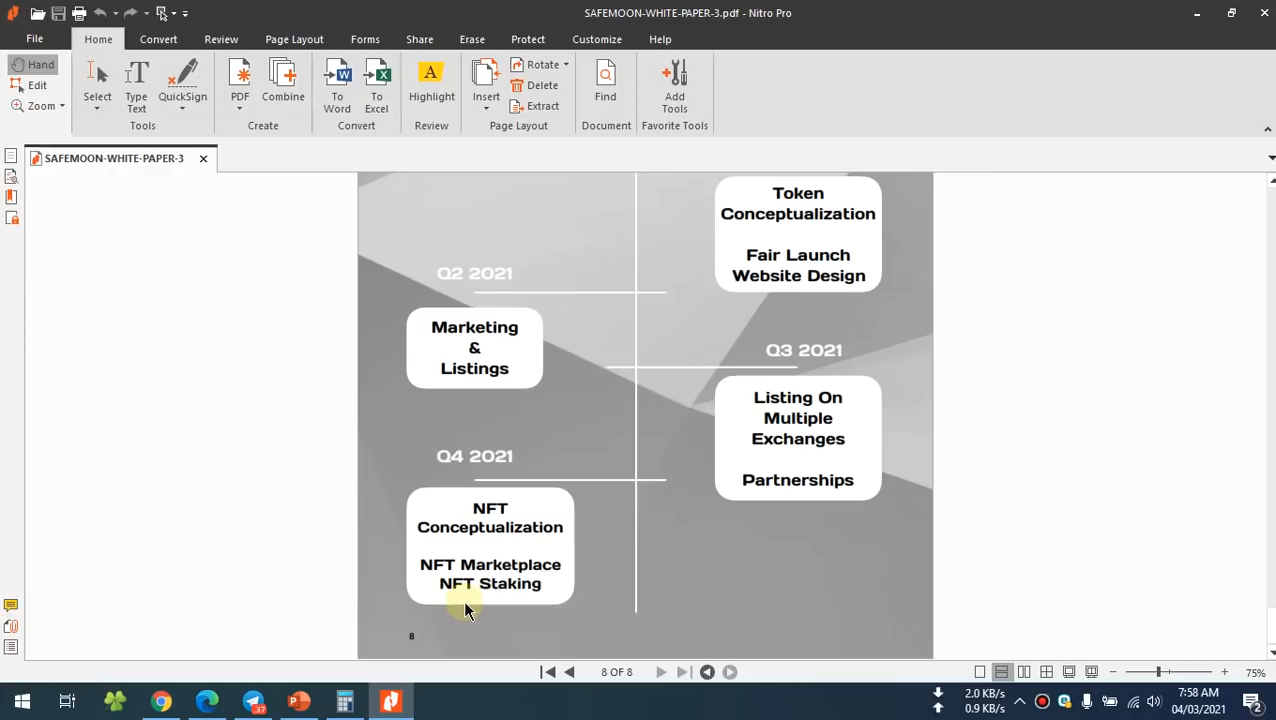 SAFEMOON-WHITE-PAPER-3.pdf - Nitro Pro
File Home Convert Review Page Layout Forms Share Erase Protect Customize Help
Hand
Edit
Zoom
Select
Type
Text
QuickSign
Tools
PDF
Combine
Create
To
Word
To
Excel
Convert
Highlight
Review
Insert
Rotate
Delete
Extract
Page Layout
Find
Document
Add
Tools
Favorite Tools
SAFEMOON-WHITE-PAPER-3
Token
Conceptualization
Fair Launch
Website Design
Q2 2021
Marketing
&
Listings
Q3 2021
Listing On
Multiple
Exchanges
Partnerships
Q4 2021
NFT
Conceptualization
NFT Marketplace
NFT Staking
8
8 OF 8
75%
37
2.0 KB/s
0.9 KB/s
7:58 AM
04/03/2021
2